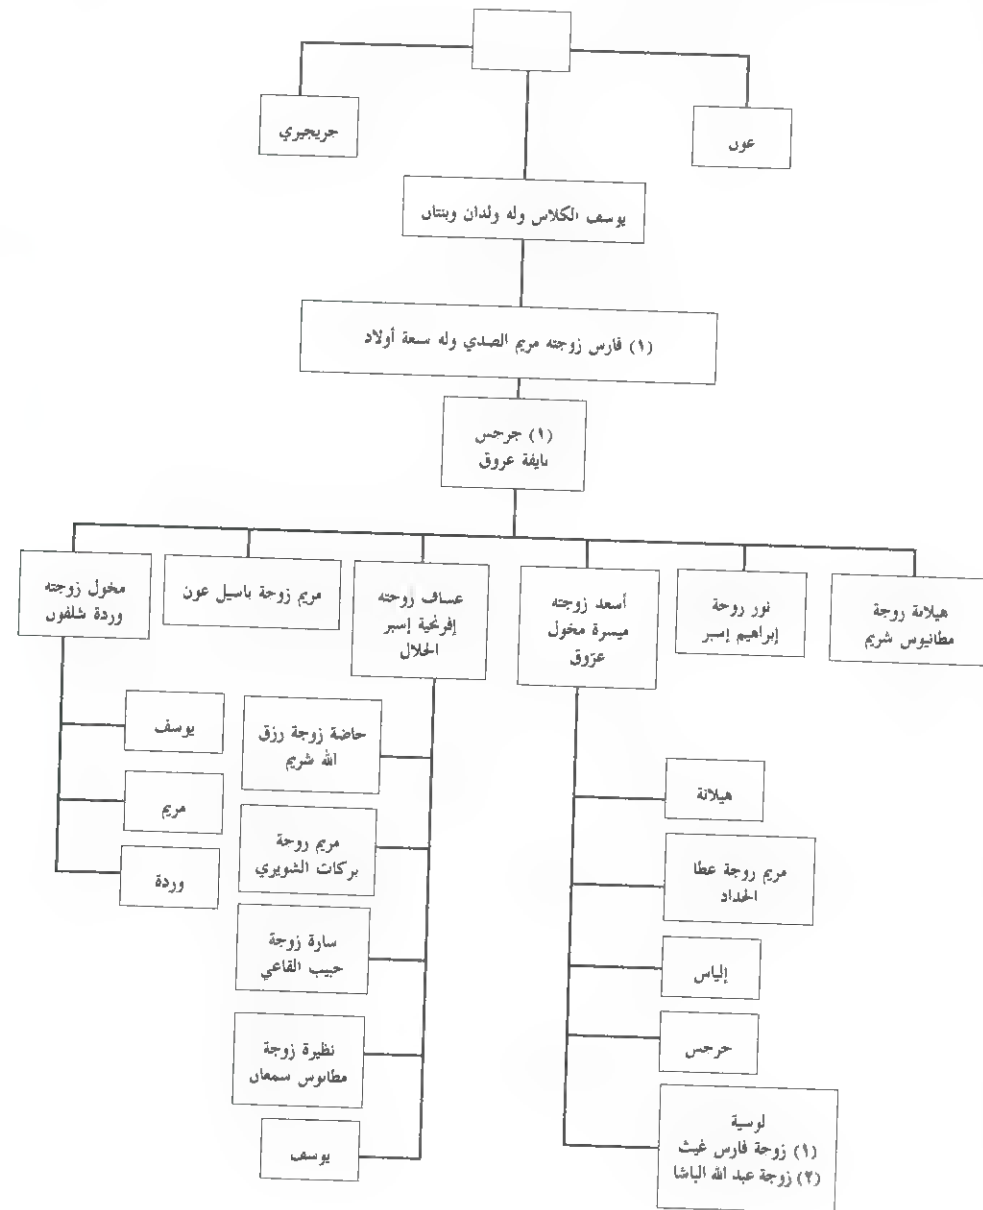 عون
جريجيري
يوسف الكلاس وله ولدان وبنتان
(١) فارس زوجته مريم الصدي وله سبعة أولاد
(١) جرجس
نايفة عزوق
هيلانة زوجة
مطانيوس شريم
نور زوجة
إبراهيم إسبر
أسعد زوجته
ميسرة مخول
عزوق
عساف زوجته
إفرنجية إسبر
الحلال
مريم زوجة باسيل عون
مخول زوجته
وردة شلفون
هيلانة
مريم زوجة عطا
الحداد
إلياس
جرجس
لوسية
(١) زوجة فارس غيث
(٢) زوجة عبد الله الباشا
حاضة زوجة رزق
الله شريم
مريم زوجة
بركات الشويري
سارة زوجة
حبيب القاعي
نظيرة زوجة
مطانوس سمعان
يوسف
يوسف
مريم
وردة